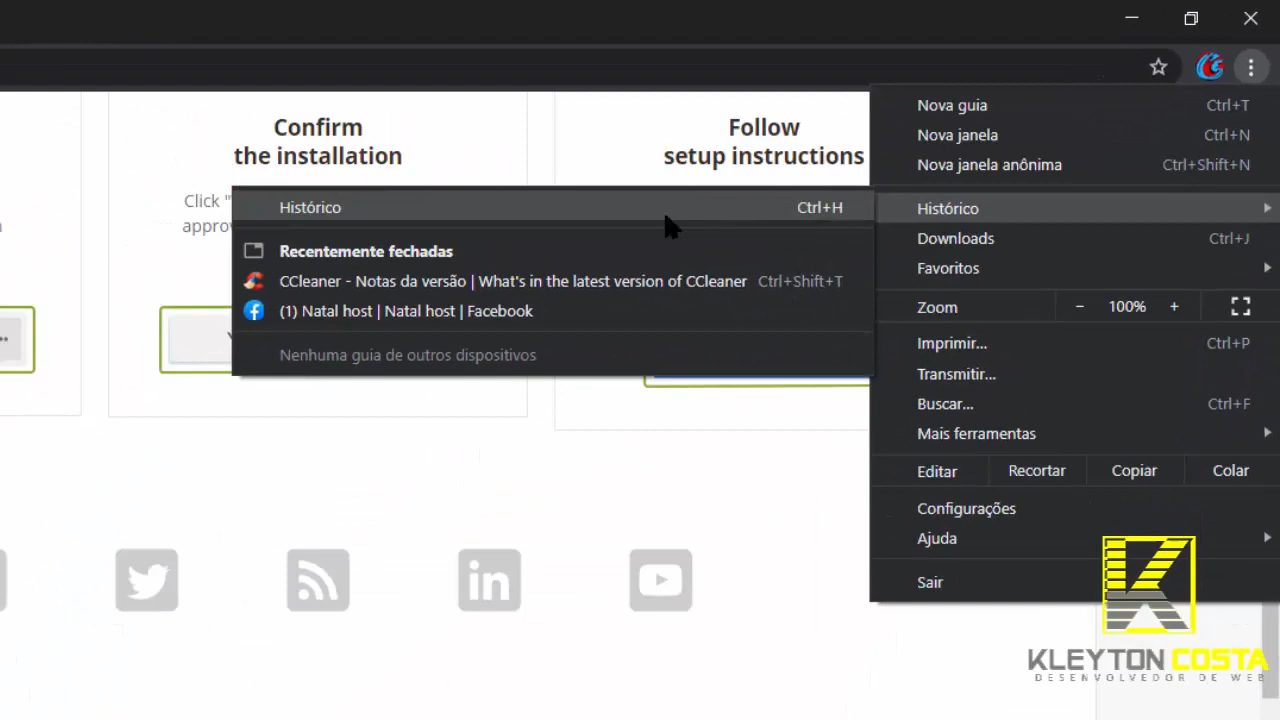 Nova guia Ctrl+T
Nova janela Ctrl+N
Nova janela anônima Ctrl+Shift+N
Histórico
Downloads Ctrl+J
Favoritos
Zoom − 100% +
Imprimir... Ctrl+P
Transmitir...
Buscar... Ctrl+F
Mais ferramentas
Editar Recortar Copiar Colar
Configurações
Ajuda
Sair
Histórico Ctrl+H
Recentemente fechadas
CCleaner - Notas da versão | What's in the latest version of CCleaner Ctrl+Shift+T
(1) Natal host | Natal host | Facebook
Nenhuma guia de outros dispositivos
Confirm
the installation
Click "
Follow
setup instructions
in
KLEYTON COSTA
DESENVOLVEDOR DE WEB